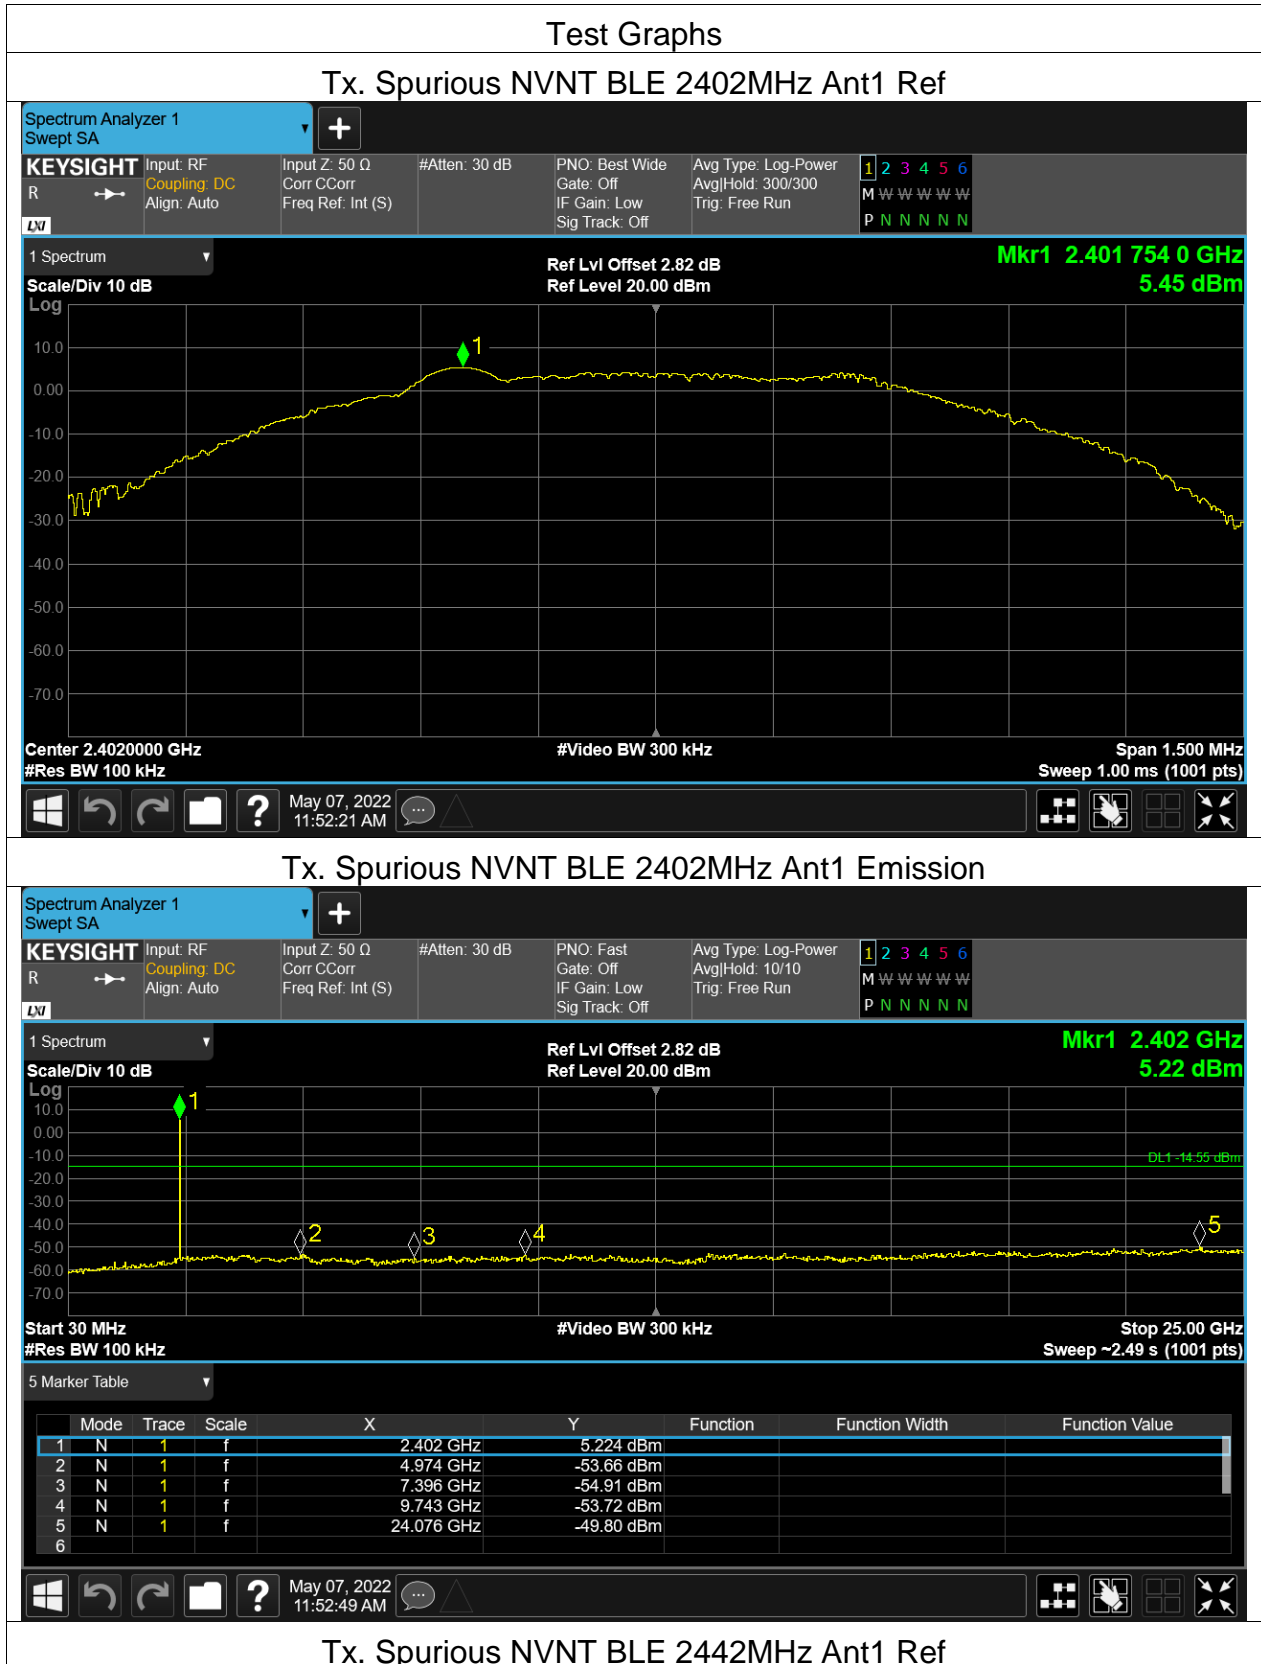 Test Graphs
Tx. Spurious NVNT BLE 2402MHz Ant1 Ref
Spectrum Analyzer 1
Swept SA
KEYSIGHT
R
LXI
Input: RF
Coupling: DC
Align: Auto
Input Z: 50 Ω
Corr CCorr
Freq Ref: Int (S)
#Atten: 30 dB
PNO: Best Wide
Gate: Off
IF Gain: Low
Sig Track: Off
Avg Type: Log-Power
Avg|Hold: 300/300
Trig: Free Run
1 2 3 4 5 6
M W W W W W
P N N N N N
1 Spectrum
Scale/Div 10 dB
Ref Lvl Offset 2.82 dB
Ref Level 20.00 dBm
Mkr1 2.401 754 0 GHz
5.45 dBm
Log
10.0
0.00
-10.0
-20.0
-30.0
-40.0
-50.0
-60.0
-70.0
1
Center 2.4020000 GHz
#Video BW 300 kHz
Span 1.500 MHz
#Res BW 100 kHz
Sweep 1.00 ms (1001 pts)
?
May 07, 2022
11:52:21 AM
Tx. Spurious NVNT BLE 2402MHz Ant1 Emission
Spectrum Analyzer 1
Swept SA
KEYSIGHT
R
LXI
Input: RF
Coupling: DC
Align: Auto
Input Z: 50 Ω
Corr CCorr
Freq Ref: Int (S)
#Atten: 30 dB
PNO: Fast
Gate: Off
IF Gain: Low
Sig Track: Off
Avg Type: Log-Power
Avg|Hold: 10/10
Trig: Free Run
1 2 3 4 5 6
M W W W W W
P N N N N N
1 Spectrum
Scale/Div 10 dB
Ref Lvl Offset 2.82 dB
Ref Level 20.00 dBm
Mkr1 2.402 GHz
5.22 dBm
Log
10.0
0.00
-10.0
-20.0
-30.0
-40.0
-50.0
-60.0
-70.0
1
DL1 -14.55 dBm
2
3
4
5
Start 30 MHz
#Video BW 300 kHz
Stop 25.00 GHz
#Res BW 100 kHz
Sweep ~2.49 s (1001 pts)
5 Marker Table
Mode Trace Scale X Y Function Function Width Function Value
1 N 1 f 2.402 GHz 5.224 dBm
2 N 1 f 4.974 GHz -53.66 dBm
3 N 1 f 7.396 GHz -54.91 dBm
4 N 1 f 9.743 GHz -53.72 dBm
5 N 1 f 24.076 GHz -49.80 dBm
6
?
May 07, 2022
11:52:49 AM
Tx. Spurious NVNT BLE 2442MHz Ant1 Ref